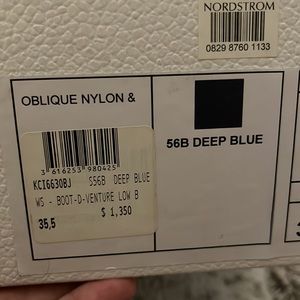 NORDSTROM
0829 8760 1133
OBLIQUE NYLON &
56B DEEP BLUE
3 616253 980425
KCI6630BJ S56B DEEP BLUE
WS - BOOT-D-VENTURE LOW B
35,5 $ 1,350